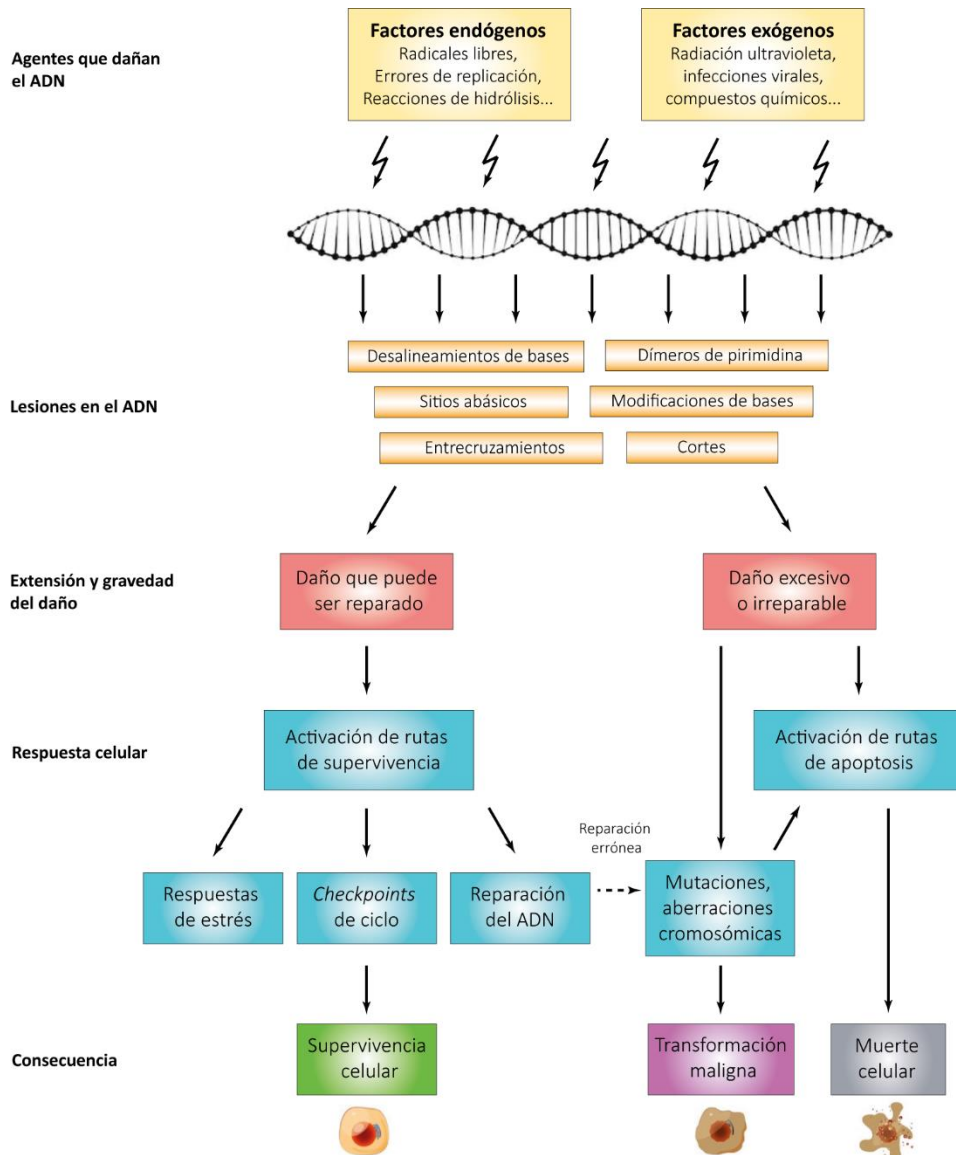 Agentes que dañan
el ADN
Factores endógenos
Radicales libres,
Errores de replicación,
Reacciones de hidrólisis...
Factores exógenos
Radiación ultravioleta,
infecciones virales,
compuestos químicos...
Lesiones en el ADN
Desalineamientos de bases
Dímeros de pirimidina
Sitios abásicos
Modificaciones de bases
Entrecruzamientos
Cortes
Extensión y gravedad
del daño
Daño que puede
ser reparado
Daño excesivo
o irreparable
Respuesta celular
Activación de rutas
de supervivencia
Activación de rutas
de apoptosis
Respuestas
de estrés
Checkpoints
de ciclo
Reparación
del ADN
Reparación
errónea
Mutaciones,
aberraciones
cromosómicas
Consecuencia
Supervivencia
celular
Transformación
maligna
Muerte
celular